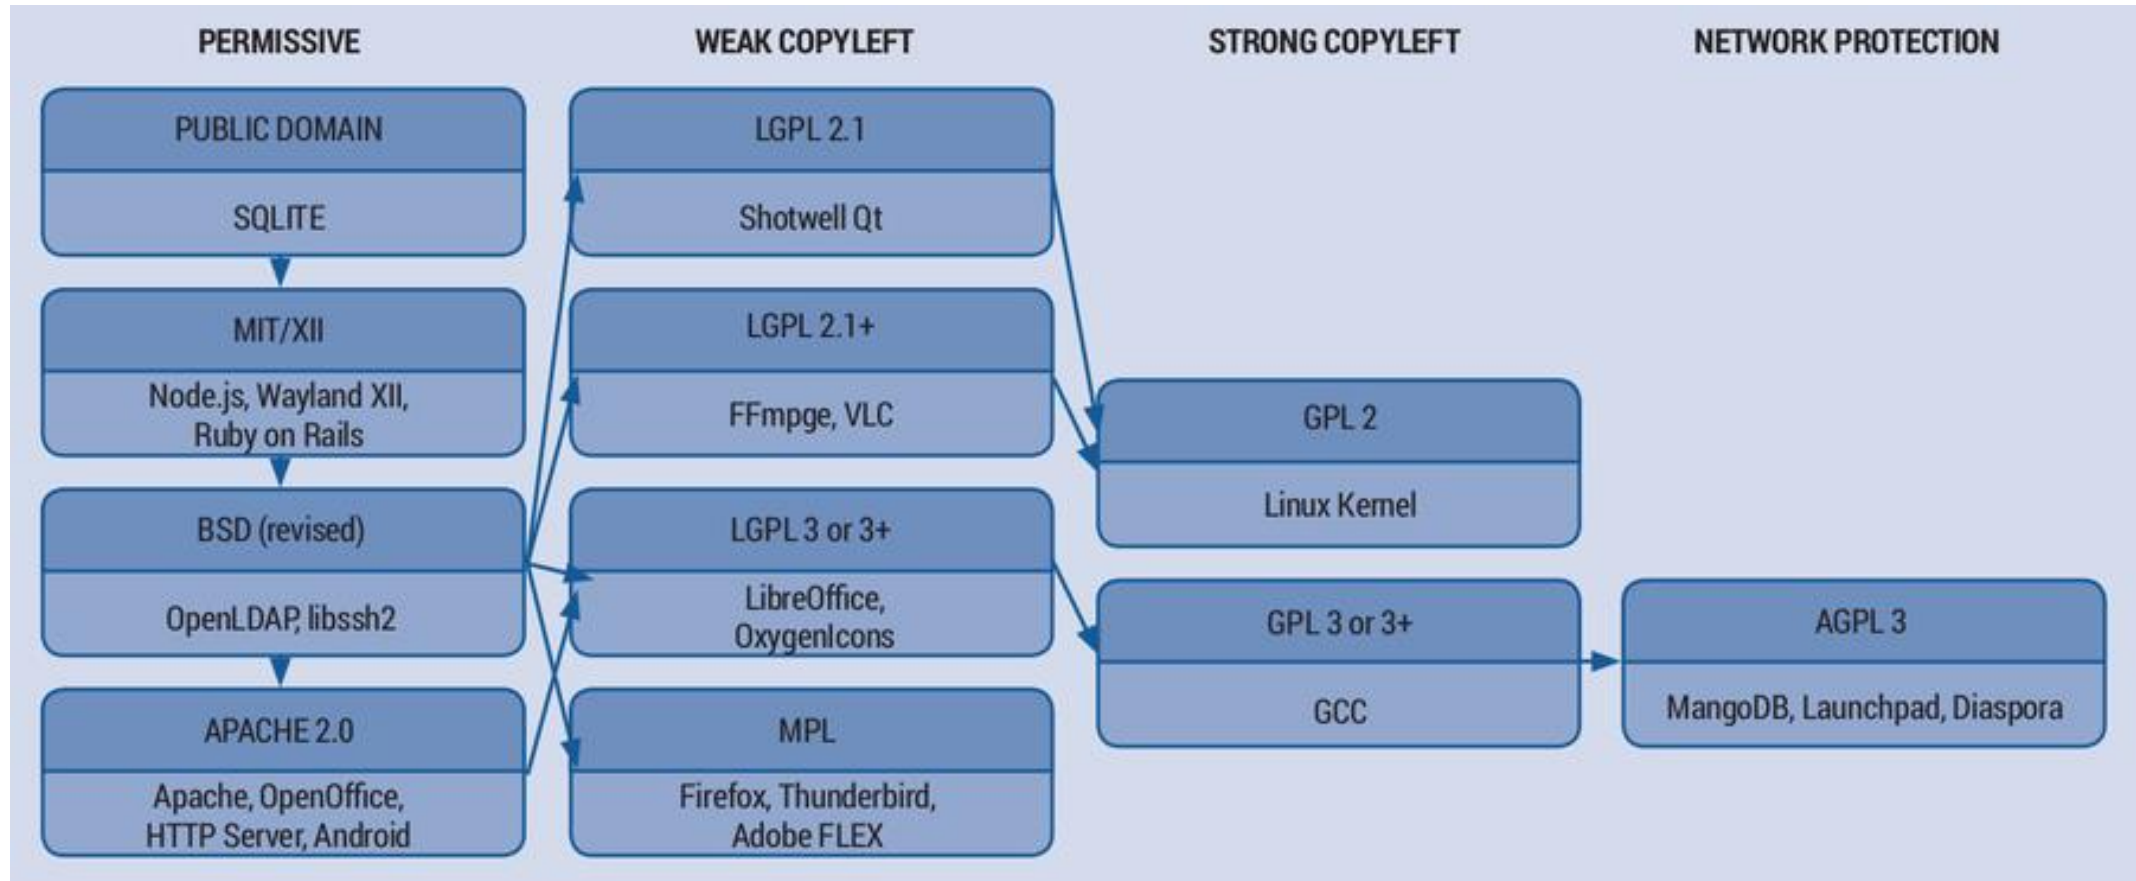 PERMISSIVE
WEAK COPYLEFT
STRONG COPYLEFT
NETWORK PROTECTION
PUBLIC DOMAIN
SQLITE
MIT/XII
Node.js, Wayland XII,
Ruby on Rails
BSD (revised)
OpenLDAP, libssh2
APACHE 2.0
Apache, OpenOffice,
HTTP Server, Android
LGPL 2.1
Shotwell Qt
LGPL 2.1+
FFmpge, VLC
LGPL 3 or 3+
LibreOffice,
OxygenIcons
MPL
Firefox, Thunderbird,
Adobe FLEX
GPL 2
Linux Kernel
GPL 3 or 3+
GCC
AGPL 3
MangoDB, Launchpad, Diaspora